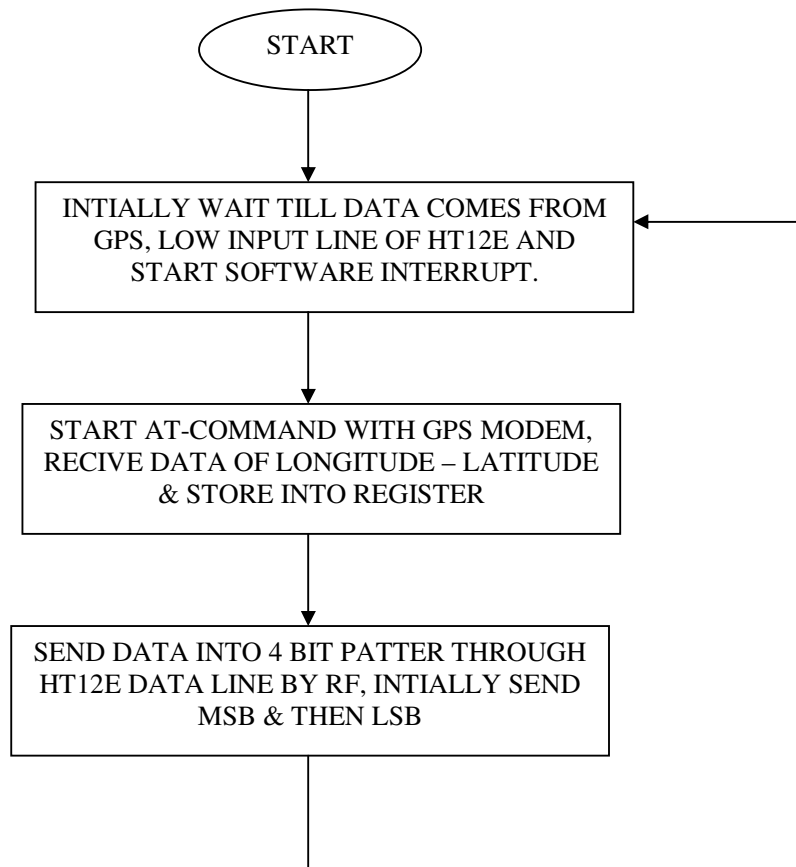 START
INTIALLY WAIT TILL DATA COMES FROM
GPS, LOW INPUT LINE OF HT12E AND
START SOFTWARE INTERRUPT.
START AT-COMMAND WITH GPS MODEM,
RECIVE DATA OF LONGITUDE – LATITUDE
& STORE INTO REGISTER
SEND DATA INTO 4 BIT PATTER THROUGH
HT12E DATA LINE BY RF, INTIALLY SEND
MSB & THEN LSB